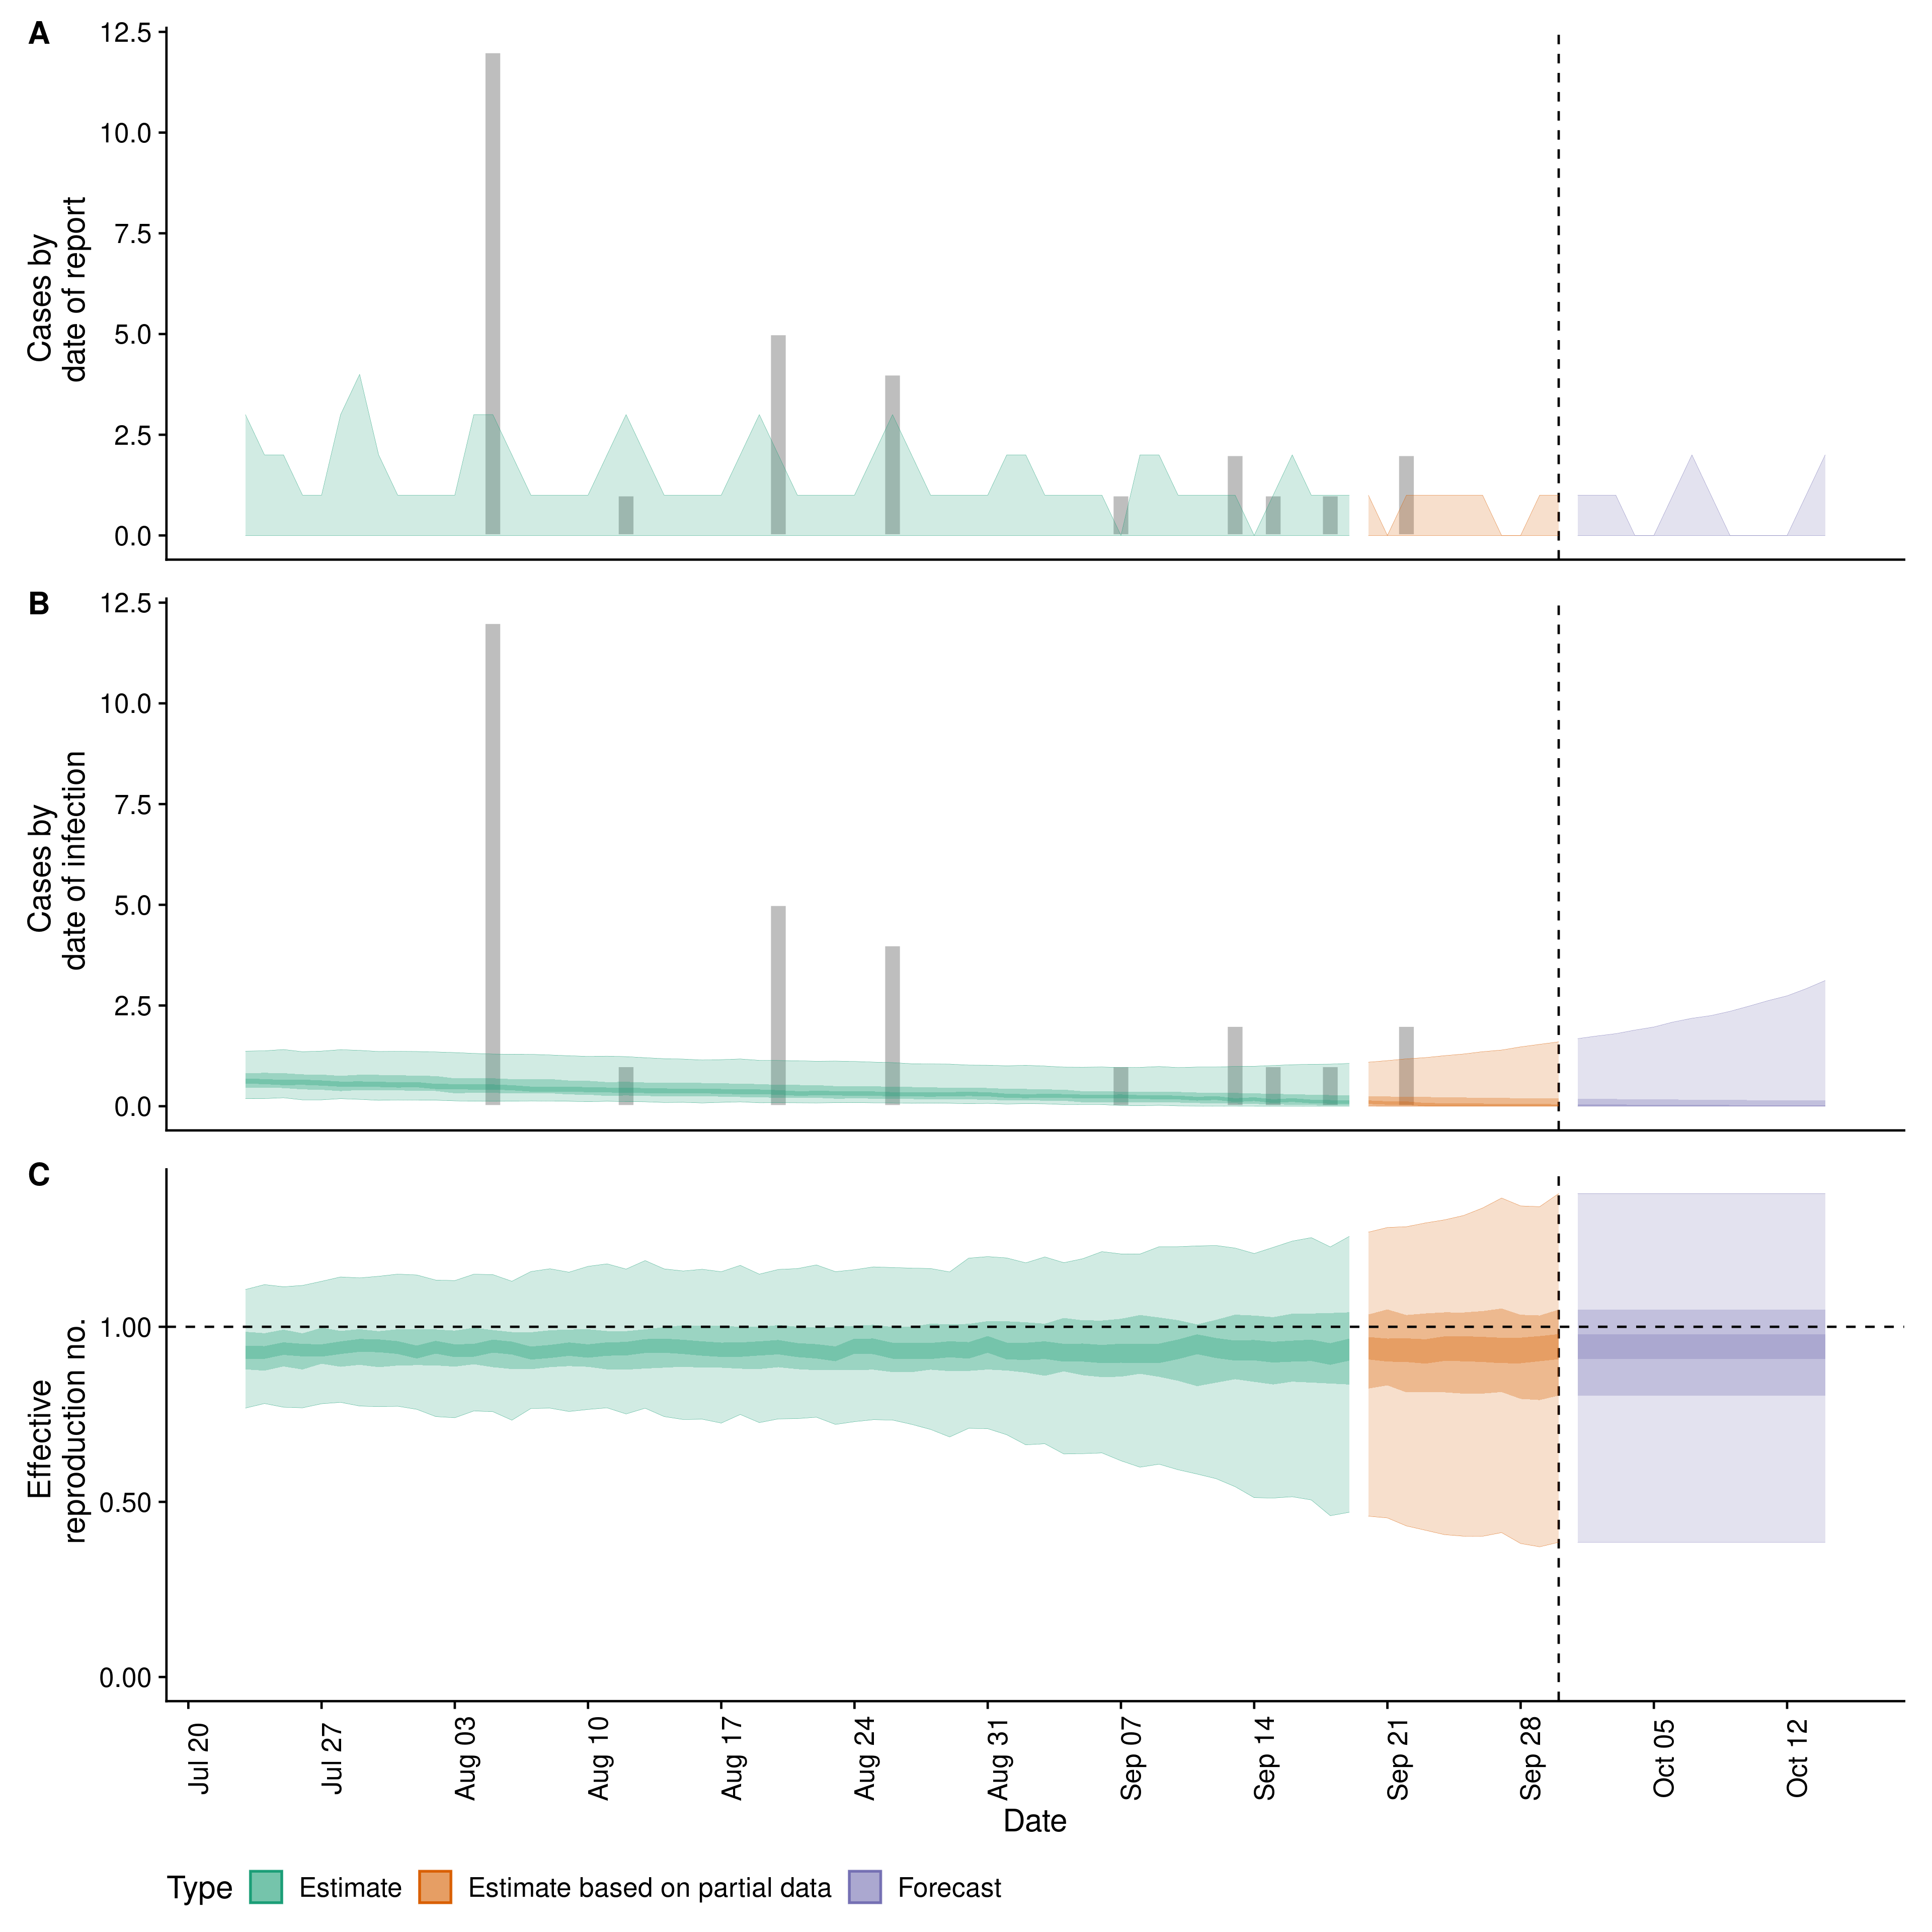 A
12.5
10.0
7.5
5.0
2.5
0.0
Cases by
date of report
B
12.5
10.0
7.5
5.0
2.5
0.0
Cases by
date of infection
C
1.00
0.50
0.00
Effective
reproduction no.
Jul 20
Jul 27
Aug 03
Aug 10
Aug 17
Aug 24
Aug 31
Sep 07
Sep 14
Sep 21
Sep 28
Oct 05
Oct 12
Date
Type
Estimate
Estimate based on partial data
Forecast